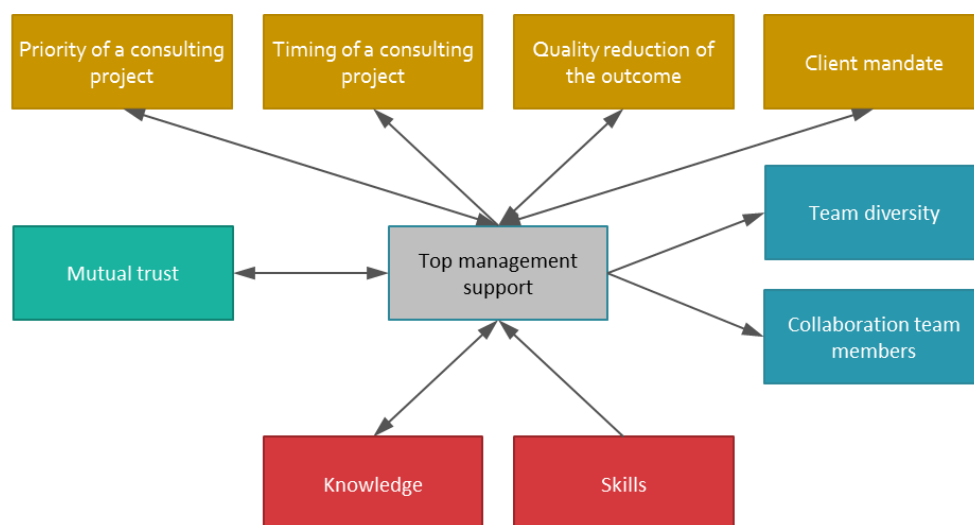 Priority of a consulting
project
Timing of a consulting
project
Quality reduction of
the outcome
Client mandate
Team diversity
Mutual trust
Top management
support
Collaboration team
members
Knowledge
Skills